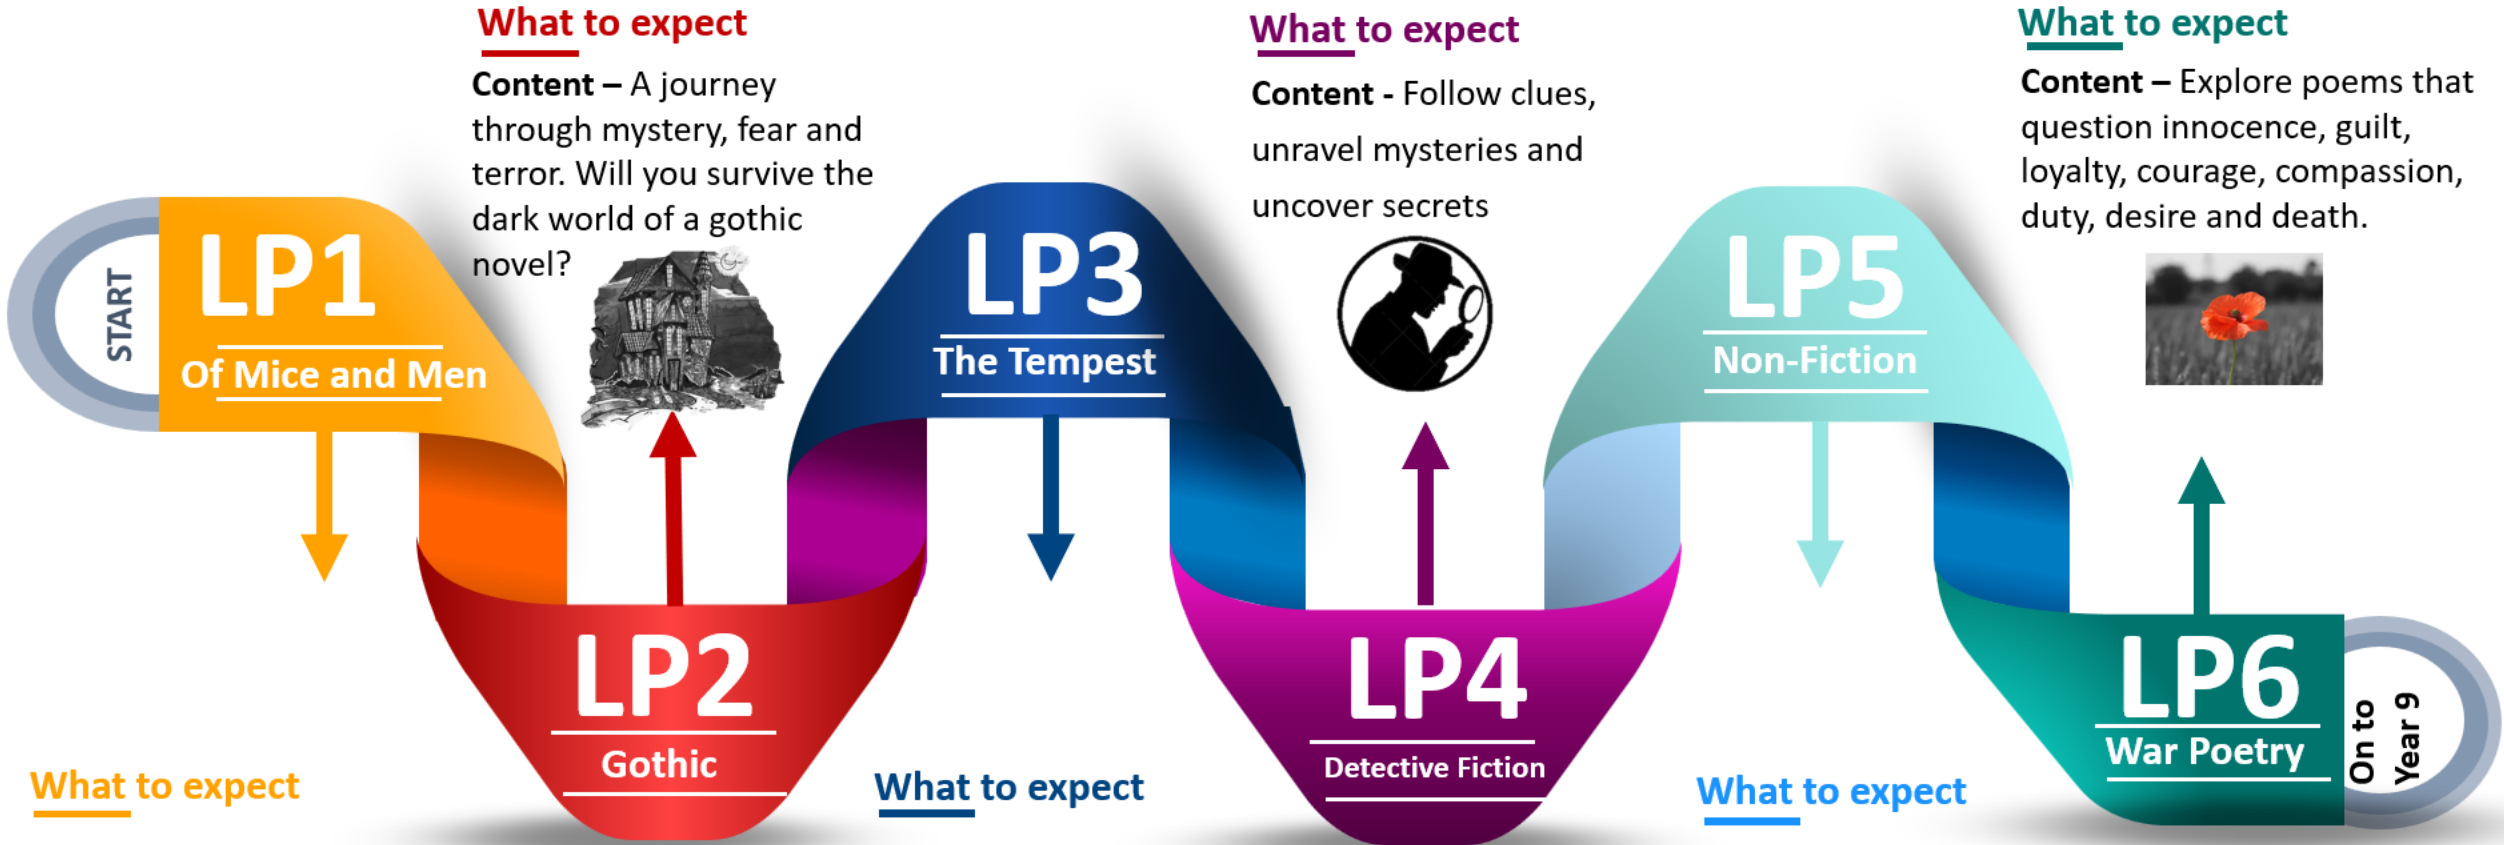 What to expect
Content – A journey
through mystery, fear and
terror. Will you survive the
dark world of a gothic
novel?
What to expect
Content - Follow clues,
unravel mysteries and
uncover secrets
What to expect
Content – Explore poems that
question innocence, guilt,
loyalty, courage, compassion,
duty, desire and death.
START
LP1
Of Mice and Men
LP3
The Tempest
LP5
Non-Fiction
LP2
Gothic
LP4
Detective Fiction
LP6
War Poetry
On to
Year 9
What to expect
What to expect
What to expect